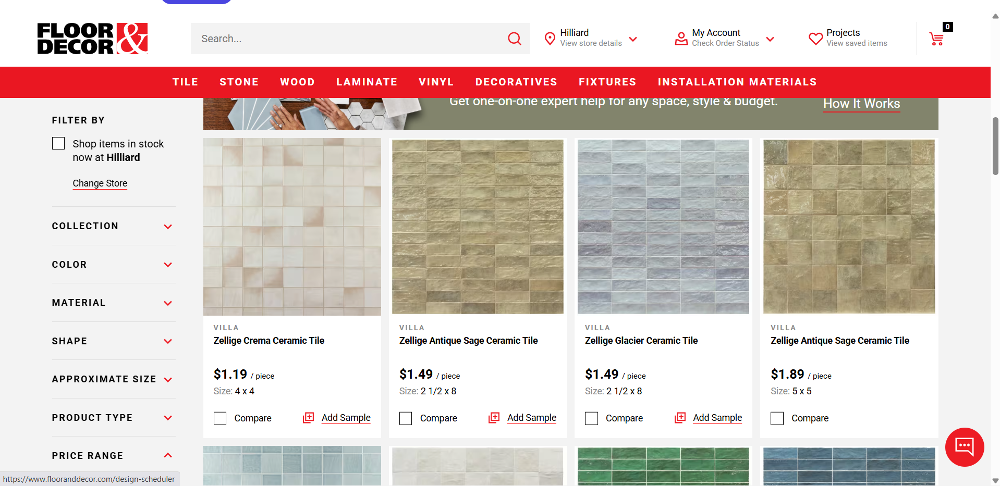 FLOOR &
DECOR
Search...
Hilliard
View store details
My Account
Check Order Status
Projects
View saved items
0
TILE STONE WOOD LAMINATE VINYL DECORATIVES FIXTURES INSTALLATION MATERIALS
Get one-on-one expert help for any space, style & budget.
How It Works
FILTER BY
Shop items in stock
now at Hilliard
Change Store
COLLECTION
COLOR
MATERIAL
SHAPE
APPROXIMATE SIZE
PRODUCT TYPE
PRICE RANGE
VILLA
Zellige Crema Ceramic Tile
$1.19 / piece
Size: 4 x 4
Compare
Add Sample
VILLA
Zellige Antique Sage Ceramic Tile
$1.49 / piece
Size: 2 1/2 x 8
Compare
Add Sample
VILLA
Zellige Glacier Ceramic Tile
$1.49 / piece
Size: 2 1/2 x 8
Compare
Add Sample
VILLA
Zellige Antique Sage Ceramic Tile
$1.89 / piece
Size: 5 x 5
Compare
https://www.flooranddecor.com/design-scheduler